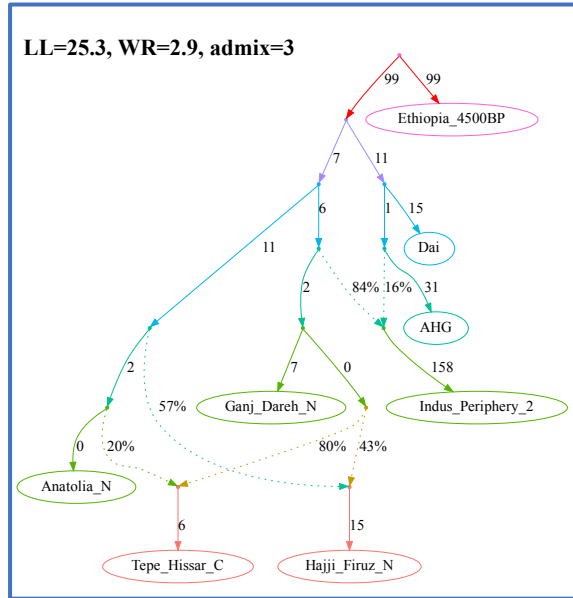 LL=25.3, WR=2.9, admix=3
99 99
Ethiopia_4500BP
7 11
11 6 1 15
Dai
2 84% 16% 31
AHG
2 7 0 158
57% Ganj_Dareh_N Indus_Periphery_2
0 20% 80% 43%
Anatolia_N
6 15
Tepe_Hissar_C Hajji_Firuz_N